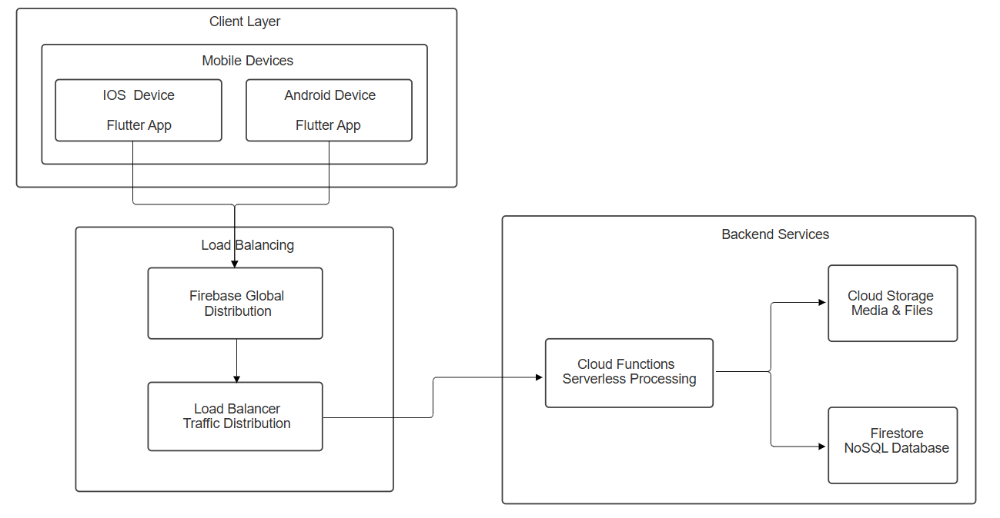 Client Layer
Mobile Devices
IOS  Device
Flutter App
Android Device
Flutter App
Load Balancing
Firebase Global
Distribution
Load Balancer
Traffic Distribution
Backend Services
Cloud Functions
Serverless Processing
Cloud Storage
Media & Files
Firestore
NoSQL Database